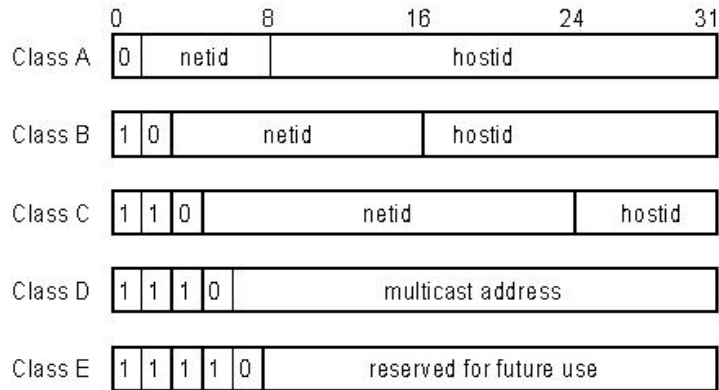 0 8 16 24 31
Class A 0 netid hostid
Class B 1 0 netid hostid
Class C 1 1 0 netid hostid
Class D 1 1 1 0 multicast address
Class E 1 1 1 1 0 reserved for future use